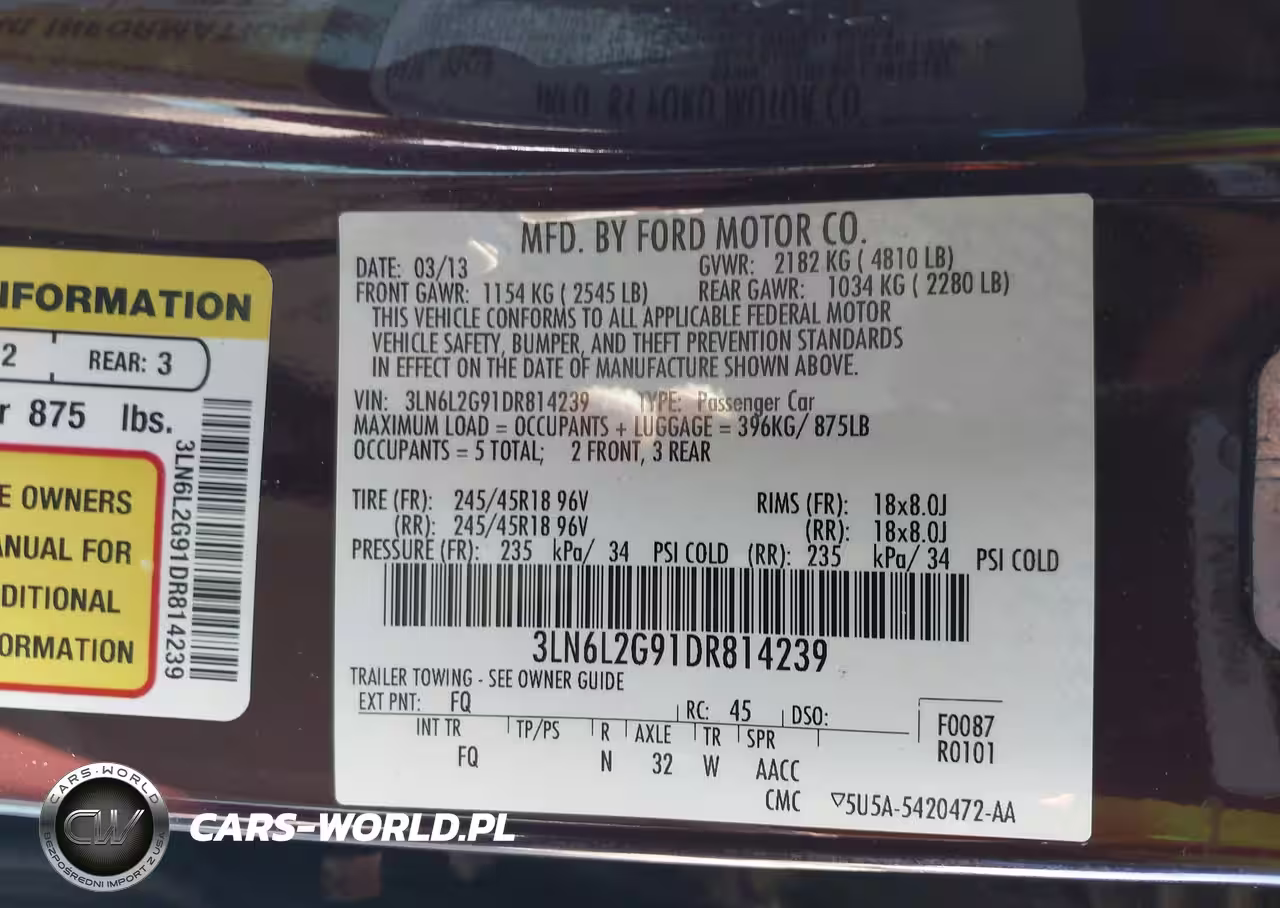 MFD. BY FORD MOTOR CO.
DATE: 03/13 GVWR: 2182 KG ( 4810 LB)
FRONT GAWR: 1154 KG ( 2545 LB) REAR GAWR: 1034 KG ( 2280 LB)
THIS VEHICLE CONFORMS TO ALL APPLICABLE FEDERAL MOTOR
VEHICLE SAFETY, BUMPER, AND THEFT PREVENTION STANDARDS
IN EFFECT ON THE DATE OF MANUFACTURE SHOWN ABOVE.
VIN: 3LN6L2G91DR814239 TYPE: Passenger Car
MAXIMUM LOAD = OCCUPANTS + LUGGAGE = 396KG/ 875LB
OCCUPANTS = 5 TOTAL; 2 FRONT, 3 REAR
TIRE (FR): 245/45R18 96V RIMS (FR): 18x8.0J
(RR): 245/45R18 96V (RR): 18x8.0J
PRESSURE (FR): 235 kPa/ 34 PSI COLD (RR): 235 kPa/ 34 PSI COLD
3LN6L2G91DR814239
TRAILER TOWING - SEE OWNER GUIDE
EXT PNT: FQ RC: 45 DSO:
INT TR TP/PS R AXLE TR SPR
FQ N 32 W AACC
CMC
F0087
R0101
▽5U5A-5420472-AA
NFORMATION
2 REAR: 3
r 875 lbs.
E OWNERS
ANUAL FOR
DITIONAL
ORMATION
3LN6L2G91DR814239
CARS-WORLD
CW
BEZPOŚREDNI IMPORT Z USA
CARS-WORLD.PL